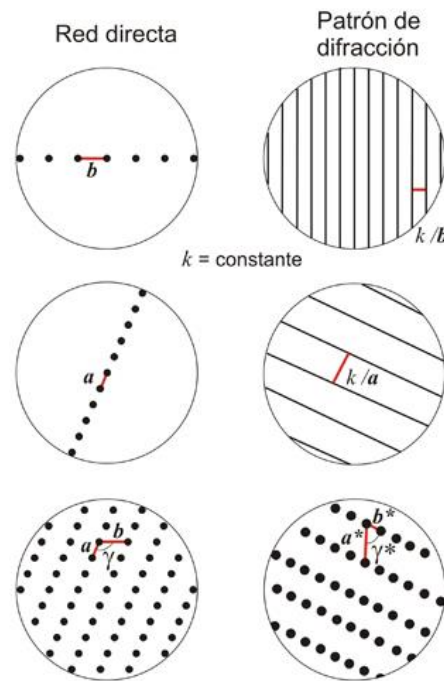 Red directa
Patrón de
difracción
b
k/b
k = constante
a
k/a
a b
γ
a* b*
γ*